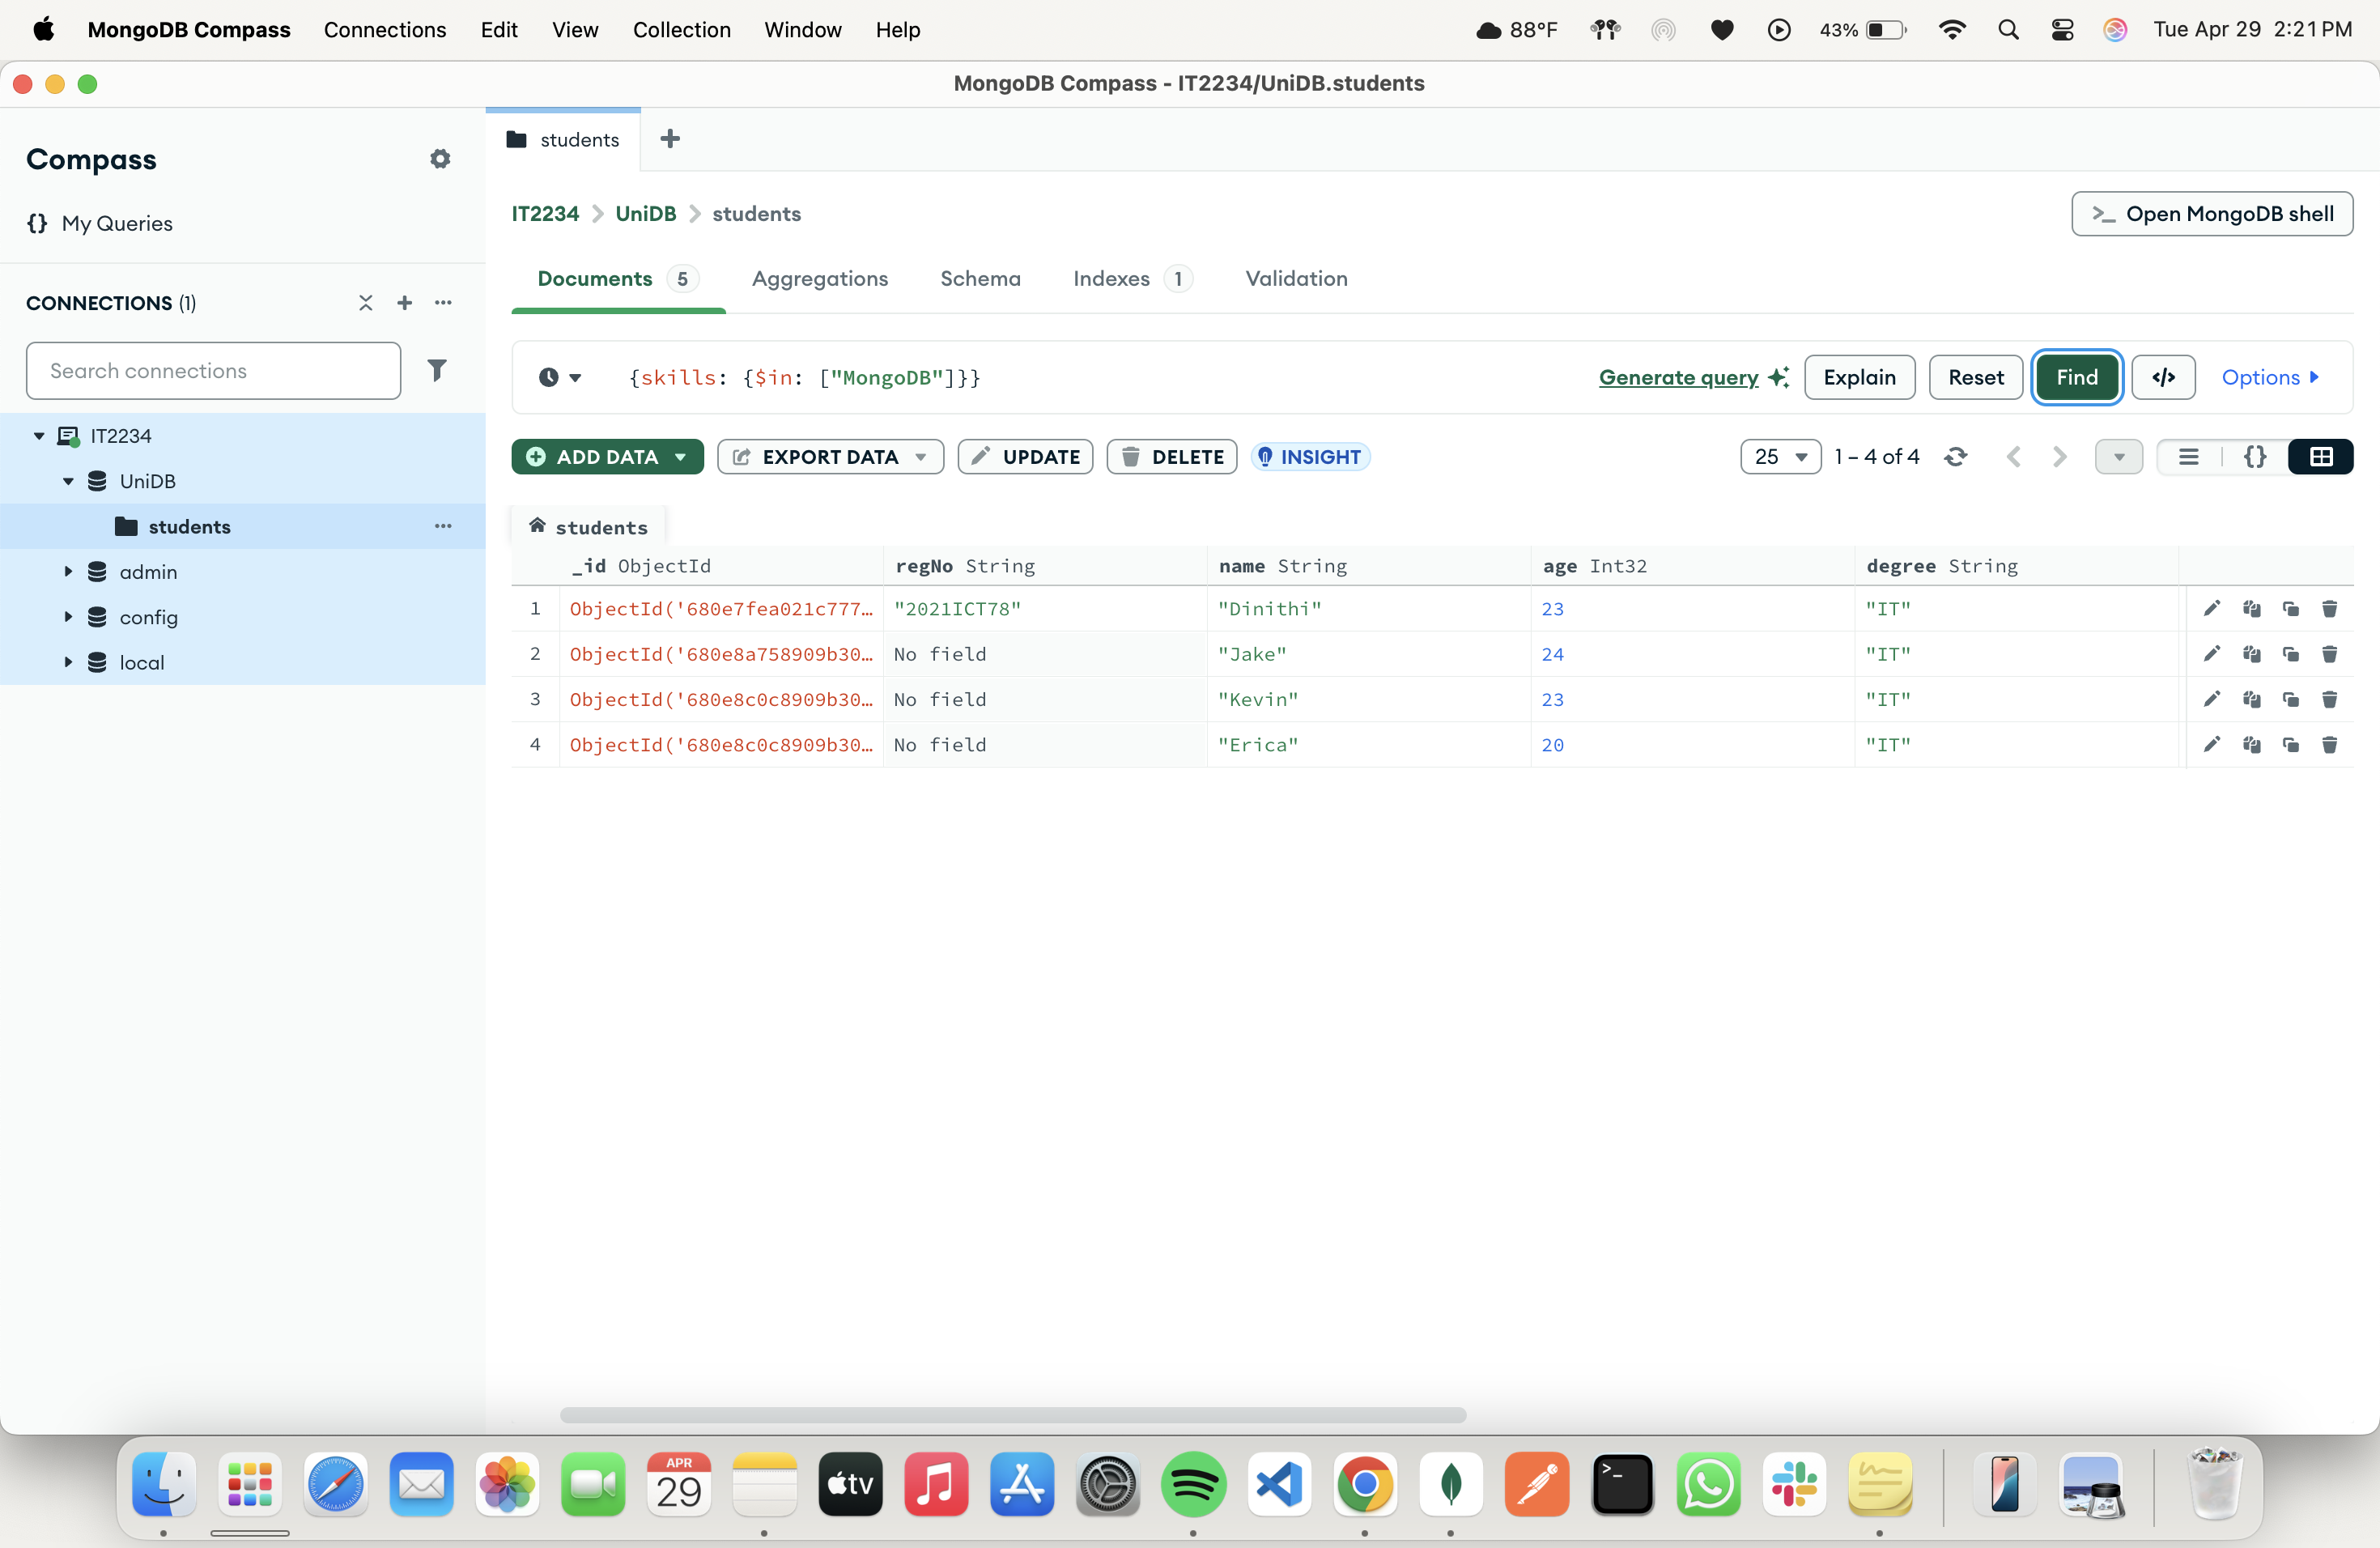 MongoDB Compass Connections Edit View Collection Window Help 88°F 43% Tue Apr 29 2:21 PM
MongoDB Compass - IT2234/UniDB.students
Compass
{} My Queries
CONNECTIONS (1)
Search connections
IT2234
UniDB
students
admin
config
local
students
IT2234 > UniDB > students
>_ Open MongoDB shell
Documents 5 Aggregations Schema Indexes 1 Validation
{skills: {$in: ["MongoDB"]}}
Generate query Explain Reset Find </> Options
ADD DATA EXPORT DATA UPDATE DELETE INSIGHT 25 1 – 4 of 4 {}
students
_id ObjectId regNo String name String age Int32 degree String
1 ObjectId('680e7fea021c777… "2021ICT78" "Dinithi" 23 "IT"
2 ObjectId('680e8a758909b30… No field "Jake" 24 "IT"
3 ObjectId('680e8c0c8909b30… No field "Kevin" 23 "IT"
4 ObjectId('680e8c0c8909b30… No field "Erica" 20 "IT"
APR
29
tv
>_